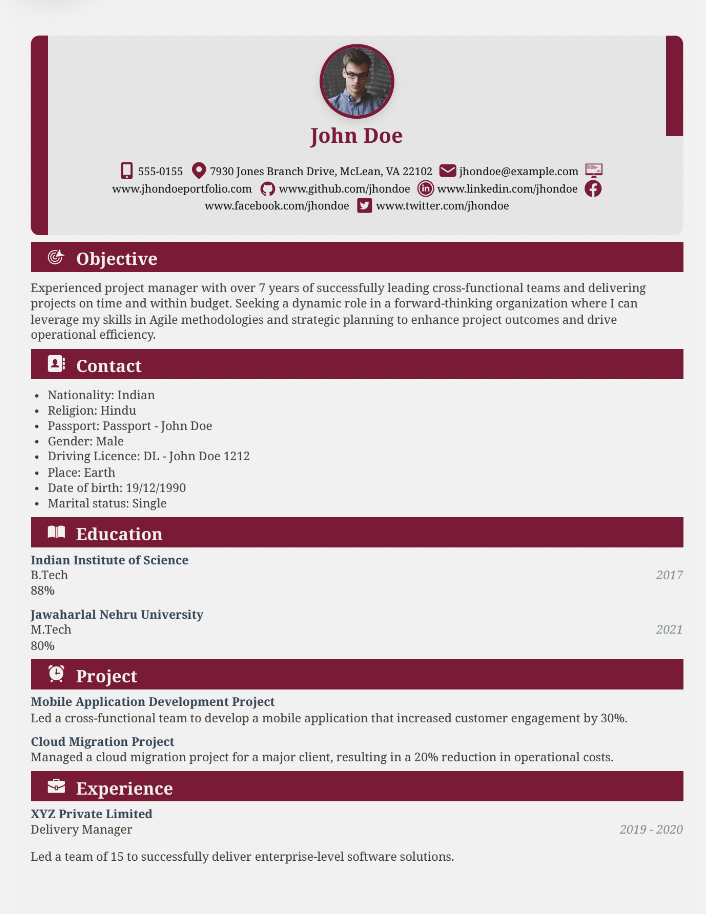 John Doe
555-0155 7930 Jones Branch Drive, McLean, VA 22102 jhondoe@example.com
www.jhondoeportfolio.com www.github.com/jhondoe www.linkedin.com/jhondoe
www.facebook.com/jhondoe www.twitter.com/jhondoe
Objective
Experienced project manager with over 7 years of successfully leading cross-functional teams and delivering
projects on time and within budget. Seeking a dynamic role in a forward-thinking organization where I can
leverage my skills in Agile methodologies and strategic planning to enhance project outcomes and drive
operational efficiency.
Contact
• Nationality: Indian
• Religion: Hindu
• Passport: Passport - John Doe
• Gender: Male
• Driving Licence: DL - John Doe 1212
• Place: Earth
• Date of birth: 19/12/1990
• Marital status: Single
Education
Indian Institute of Science
B.Tech 2017
88%
Jawaharlal Nehru University
M.Tech 2021
80%
Project
Mobile Application Development Project
Led a cross-functional team to develop a mobile application that increased customer engagement by 30%.
Cloud Migration Project
Managed a cloud migration project for a major client, resulting in a 20% reduction in operational costs.
Experience
XYZ Private Limited
Delivery Manager 2019 - 2020
Led a team of 15 to successfully deliver enterprise-level software solutions.